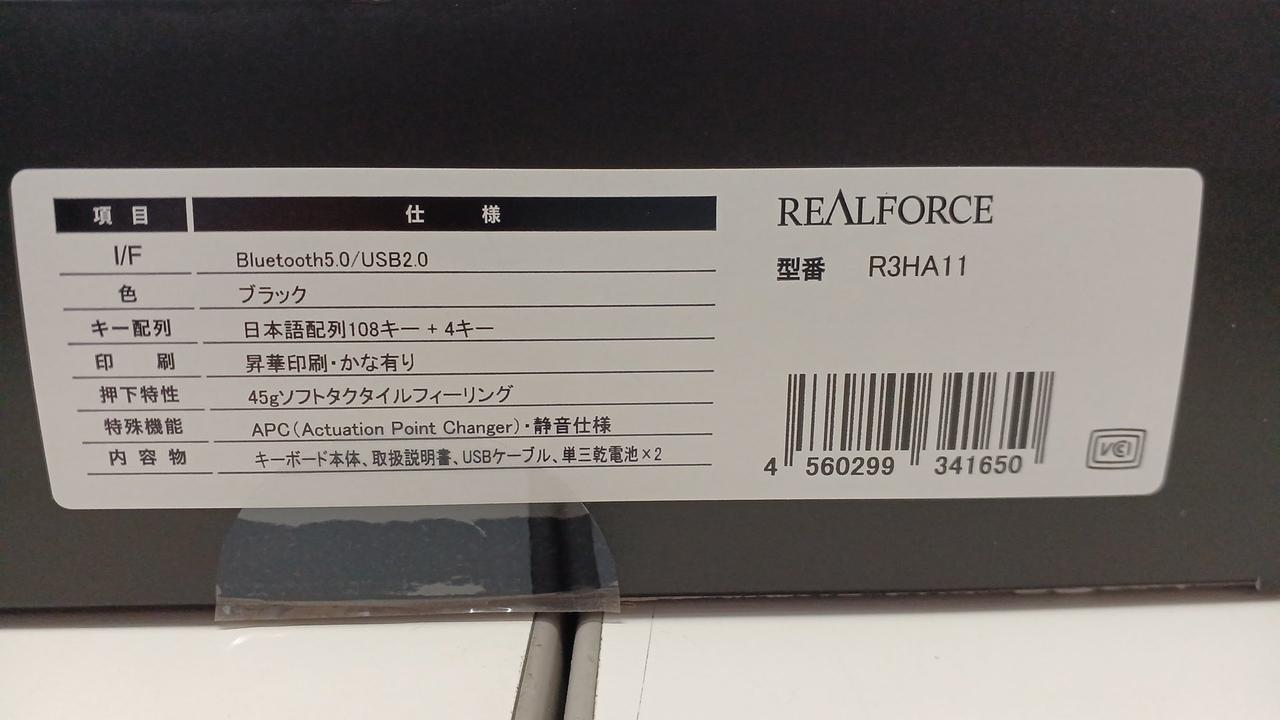 項目 仕様
I/F Bluetooth5.0/USB2.0
色 ブラック
キー配列 日本語配列108キー + 4キー
印刷 昇華印刷・かな有り
押下特性 45gソフトタクタイルフィーリング
特殊機能 APC(Actuation Point Changer)・静音仕様
内容物 キーボード本体、取扱説明書、USBケーブル、単三乾電池×2
REALFORCE
型番 R3HA11
4 560299 341650
VCCI